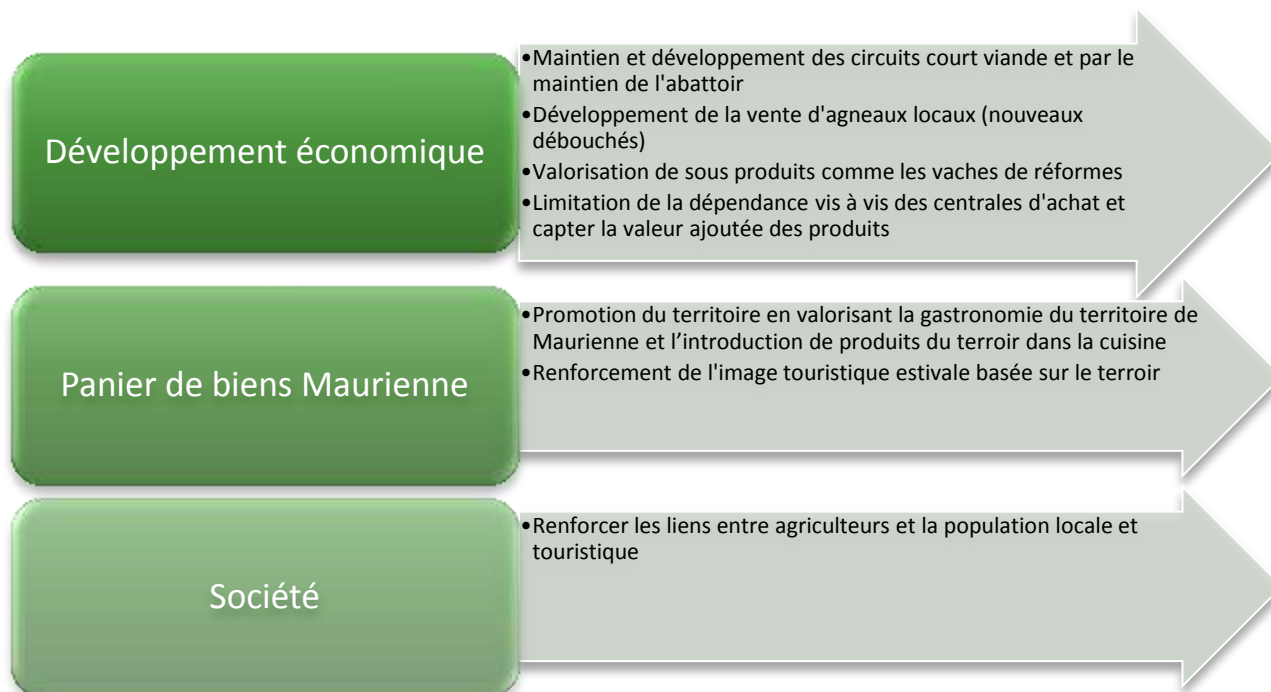 Développement économique
•Maintien et développement des circuits court viande et par le
maintien de l'abattoir
•Développement de la vente d'agneaux locaux (nouveaux
débouchés)
•Valorisation de sous produits comme les vaches de réformes
•Limitation de la dépendance vis à vis des centrales d'achat et
capter la valeur ajoutée des produits
Panier de biens Maurienne
•Promotion du territoire en valorisant la gastronomie du territoire de
Maurienne et l’introduction de produits du terroir dans la cuisine
•Renforcement de l'image touristique estivale basée sur le terroir
Société
•Renforcer les liens entre agriculteurs et la population locale et
touristique